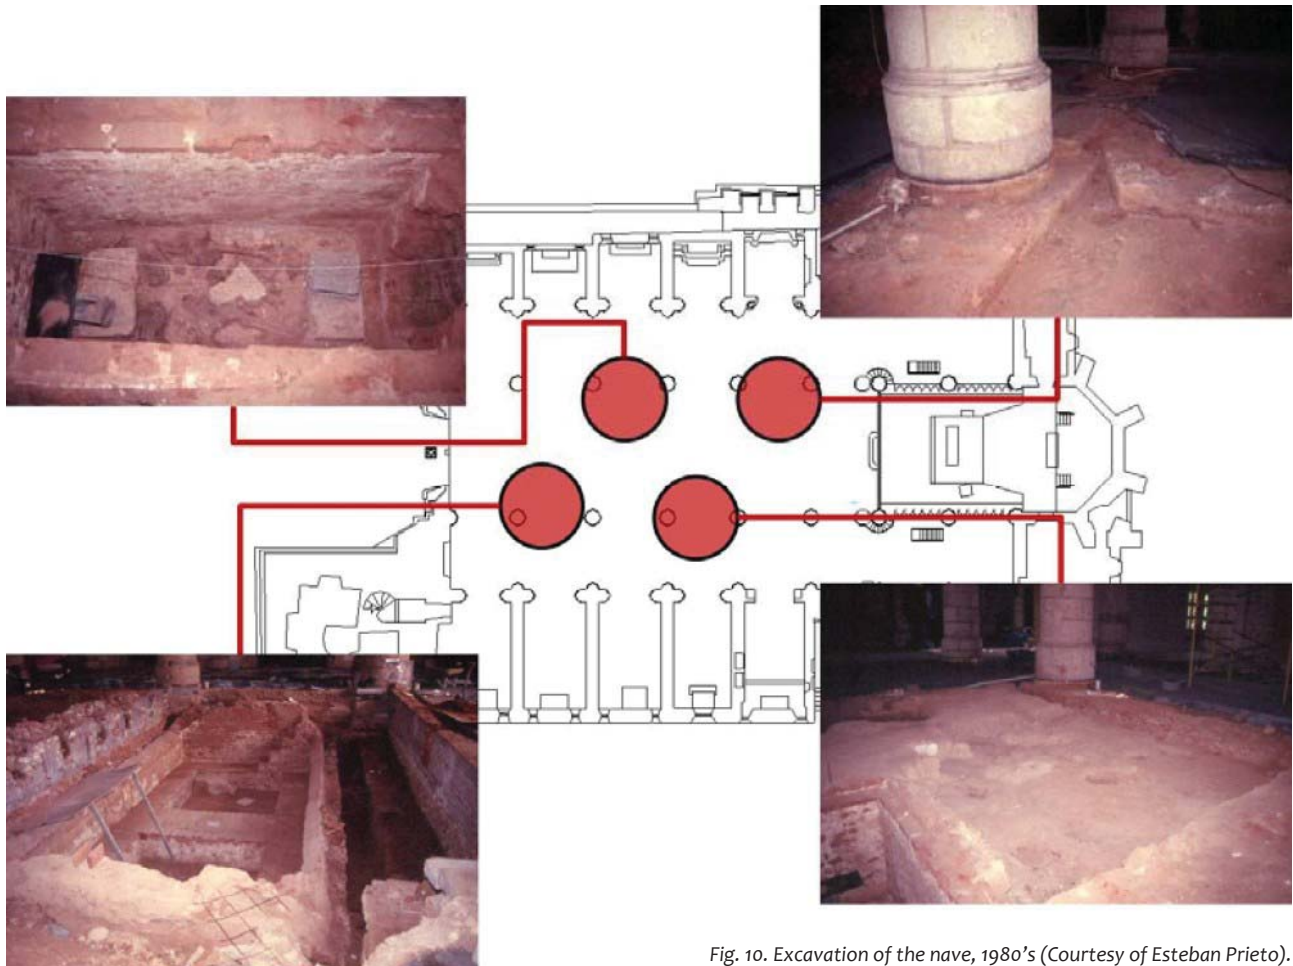 Fig. 10. Excavation of the nave, 1980's (Courtesy of Esteban Prieto).